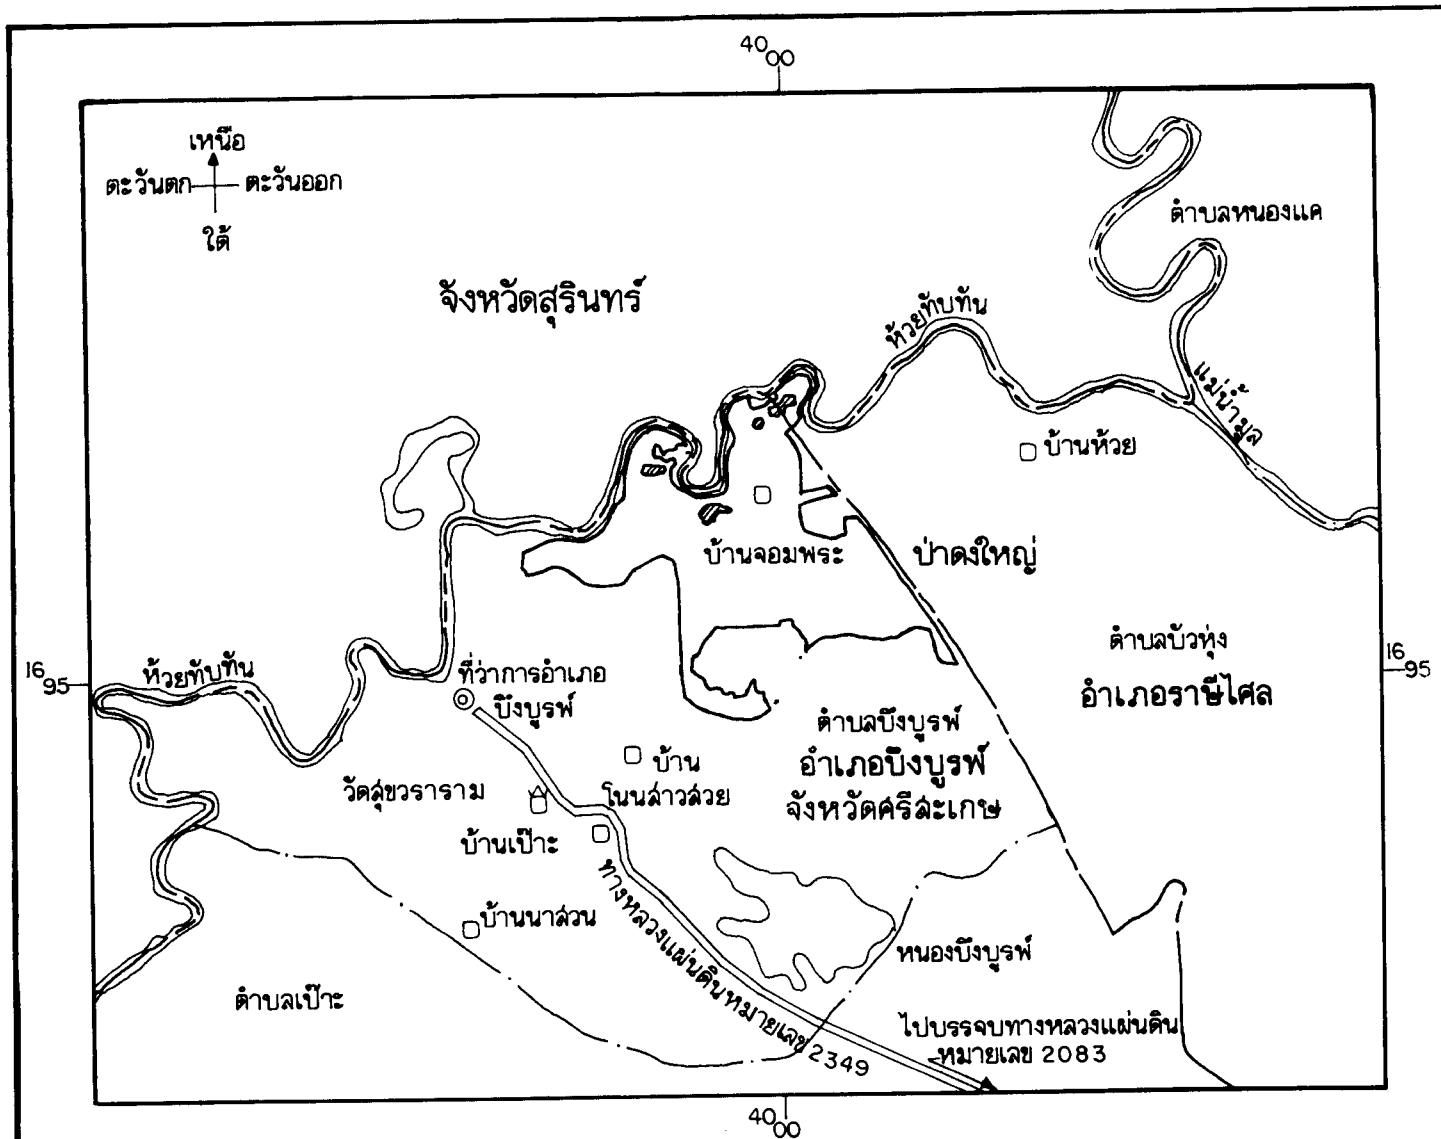 40 00
เหนือ
ตะวันตก ตะวันออก
ใต้
ตำบลหนองแค
จังหวัดสุรินทร์
ห้วยทับทัน
แม่น้ำมูล
บ้านห้วย
บ้านจอมพระ
ป่าดงใหญ่
ตำบลบัวหุ่ง
อำเภอราษีไศล
16 95
16 95
ห้วยทับทัน
ที่ว่าการอำเภอ
บึงบูรพ์
ตำบลบึงบูรพ์
อำเภอบึงบูรพ์
จังหวัดศรีสะเกษ
บ้าน
โนนสาวสวย
วัดสุขวราราม
บ้านเป๊าะ
ทางหลวงแผ่นดินหมายเลข 2349
บ้านนาสวน
หนองบึงบูรพ์
ตำบลเป๊าะ
ไปบรรจบทางหลวงแผ่นดิน
หมายเลข 2083
40 00